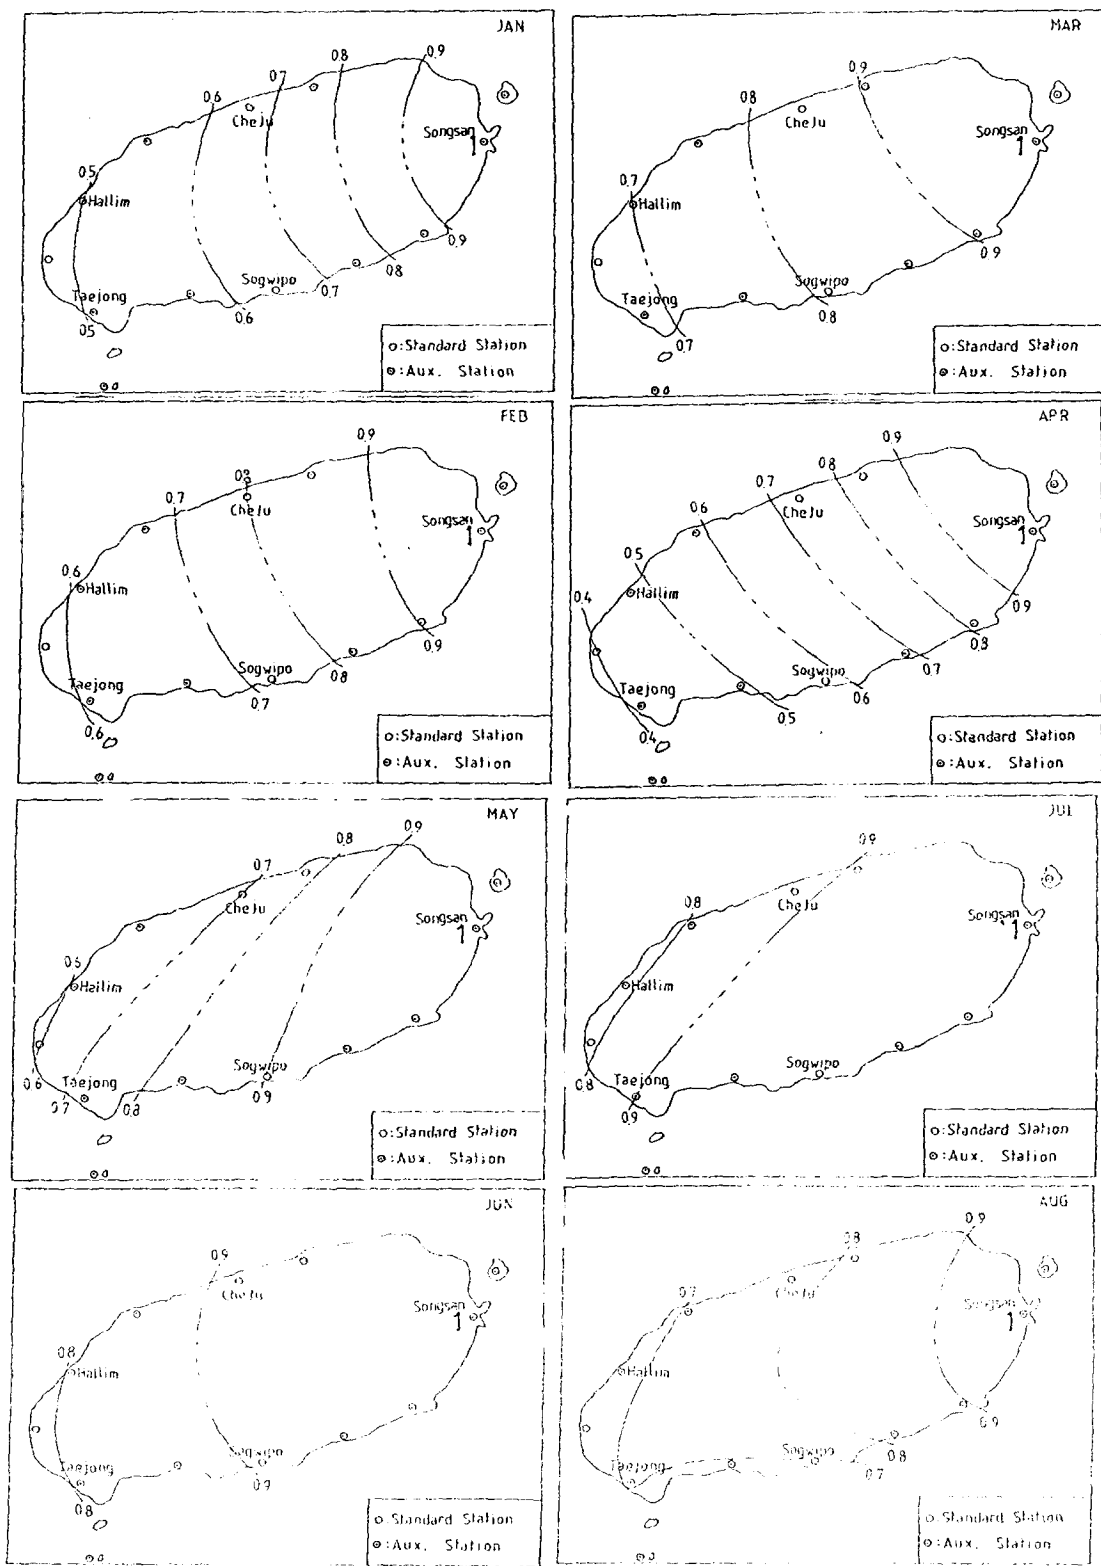 JAN
0.9
0.8
0.7
0.6
CheJu
Songsan
1
0.5
Hallim
0.9
0.8
Sogwipo
0.7
Taejong
0.6
0.5
o:Standard Station
⊙:Aux. Station
MAR
0.9
0.8
CheJu
Songsan
1
0.7
Hallim
0.9
Sogwipo
Taejong
0.8
0.7
o:Standard Station
⊙:Aux. Station
FEB
0.9
0.8
0.7
CheJu
Songsan
1
0.6
Hallim
0.9
Sogwipo
0.8
Taejong
0.7
0.6
o:Standard Station
⊙:Aux. Station
APR
0.9
0.8
0.7
CheJu
0.6
Songsan
1
0.5
Hallim
0.4
0.9
0.8
Sogwipo
0.7
0.6
Taejong
0.5
0.4
o:Standard Station
⊙:Aux. Station
MAY
0.9
0.8
0.7
CheJu
Songsan
1
0.6
Hallim
Sogwipo
0.6
Taejong
0.9
0.7
0.8
o:Standard Station
⊙:Aux. Station
JUL
0.9
CheJu
0.8
Songsan
1
Hallim
Sogwipo
0.8
Taejong
0.9
o:Standard Station
⊙:Aux. Station
JUN
0.9
CheJu
Songsan
1
0.8
Hallim
Sogwipo
Taejong
0.9
0.8
o:Standard Station
⊙:Aux. Station
AUG
0.9
0.8
CheJu
0.7
Songsan
1
Hallim
0.9
Sogwipo
0.8
Taejong
0.7
o:Standard Station
⊙:Aux. Station